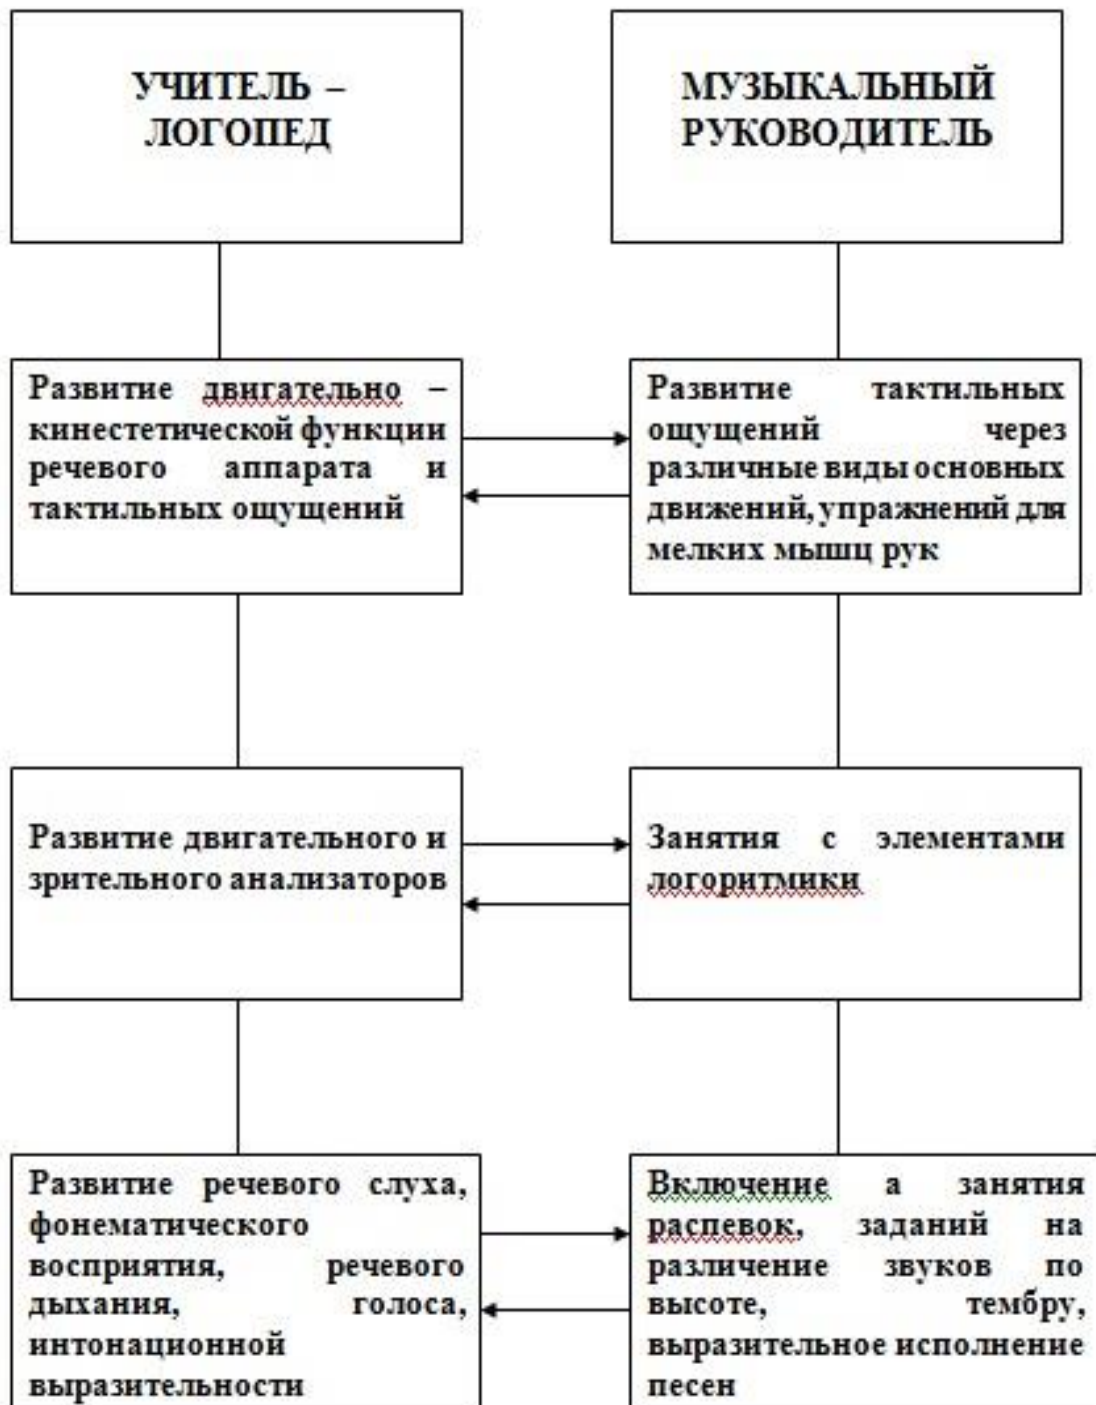 УЧИТЕЛЬ –
ЛОГОПЕД
МУЗЫКАЛЬНЫЙ
РУКОВОДИТЕЛЬ
Развитие двигательно –
кинестетической функции
речевого аппарата и
тактильных ощущений
Развитие тактильных
ощущений через
различные виды основных
движений, упражнений для
мелких мышц рук
Развитие двигательного и
зрительного анализаторов
Занятия с элементами
логоритмики
Развитие речевого слуха,
фонематического
восприятия, речевого
дыхания, голоса,
интонационной
выразительности
Включение а занятия
распевок, заданий на
различение звуков по
высоте, тембру,
выразительное исполнение
песен